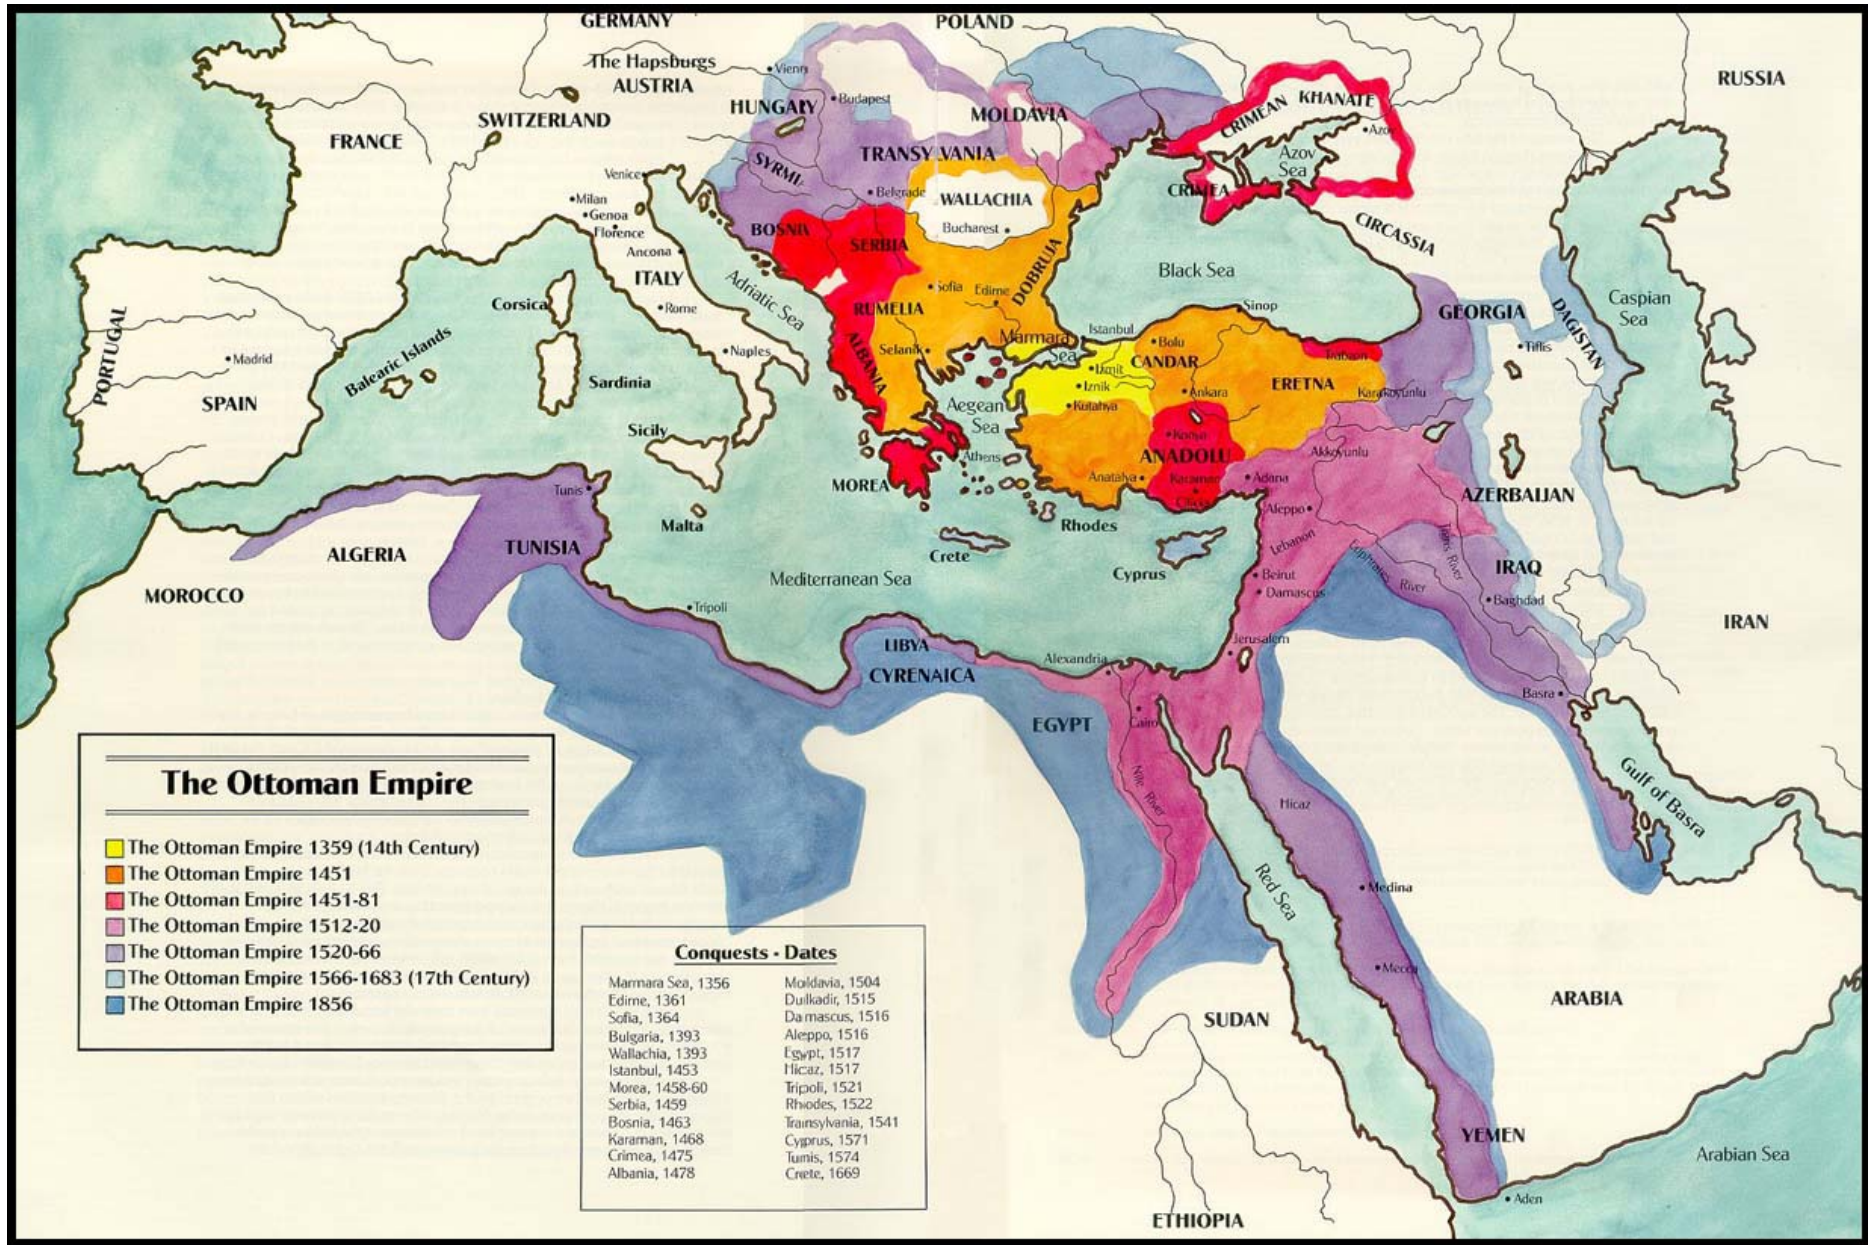 GERMANY
POLAND
The Hapsburgs
AUSTRIA
Vienn
RUSSIA
HUNGARY
Budapest
MOLDAVIA
CRIMEAN KHANATE
Azov
SWITZERLAND
FRANCE
TRANSYLVANIA
Azov
Sea
SYRMI
Venice
Belgrade
WALLACHIA
CRIMEA
Milan
Genoa
Florence
BOSNIA
SERBIA
Bucharest
CIRCASSIA
Ancona
ITALY
Adriatic Sea
DOBRUJA
Black Sea
Caspian
Sea
Corsica
Rome
RUMELIA
Sofia
Edirne
Sinop
GEORGIA
DAGISTAN
PORTUGAL
Balearic Islands
Naples
ALBANIA
Selanik
Marmara
Sea
Istanbul
Bolu
CANDAR
Trabzon
Tiflis
Madrid
Sardinia
Izmit
Iznik
ERETNA
Karakoyunlu
SPAIN
Aegean
Sea
Kutahya
Ankara
Sicily
Konya
ANADOLU
Akkoyunlu
Athens
MOREA
Anatalya
Karaman
Adana
AZERBAIJAN
Tunis
Malta
Rhodes
Aleppo
ALGERIA
TUNISIA
Crete
Cyprus
Lebanon
Euphrates River
Tigris River
IRAQ
Mediterranean Sea
Beirut
Damascus
Baghdad
MOROCCO
Tripoli
IRAN
LIBYA
CYRENAICA
Jerusalem
Alexandria
Basra
EGYPT
Cairo
Nile River
Gulf of Basra
Hicaz
Red Sea
Medina
Mecca
ARABIA
SUDAN
YEMEN
Arabian Sea
Aden
ETHIOPIA
The Ottoman Empire
The Ottoman Empire 1359 (14th Century)
The Ottoman Empire 1451
The Ottoman Empire 1451-81
The Ottoman Empire 1512-20
The Ottoman Empire 1520-66
The Ottoman Empire 1566-1683 (17th Century)
The Ottoman Empire 1856
Conquests - Dates
Marmara Sea, 1356
Edirne, 1361
Sofia, 1364
Bulgaria, 1393
Wallachia, 1393
Istanbul, 1453
Morea, 1458-60
Serbia, 1459
Bosnia, 1463
Karaman, 1468
Crimea, 1475
Albania, 1478
Moldavia, 1504
Dulkadir, 1515
Damascus, 1516
Aleppo, 1516
Egypt, 1517
Hicaz, 1517
Tripoli, 1521
Rhodes, 1522
Transylvania, 1541
Cyprus, 1571
Tunis, 1574
Crete, 1669